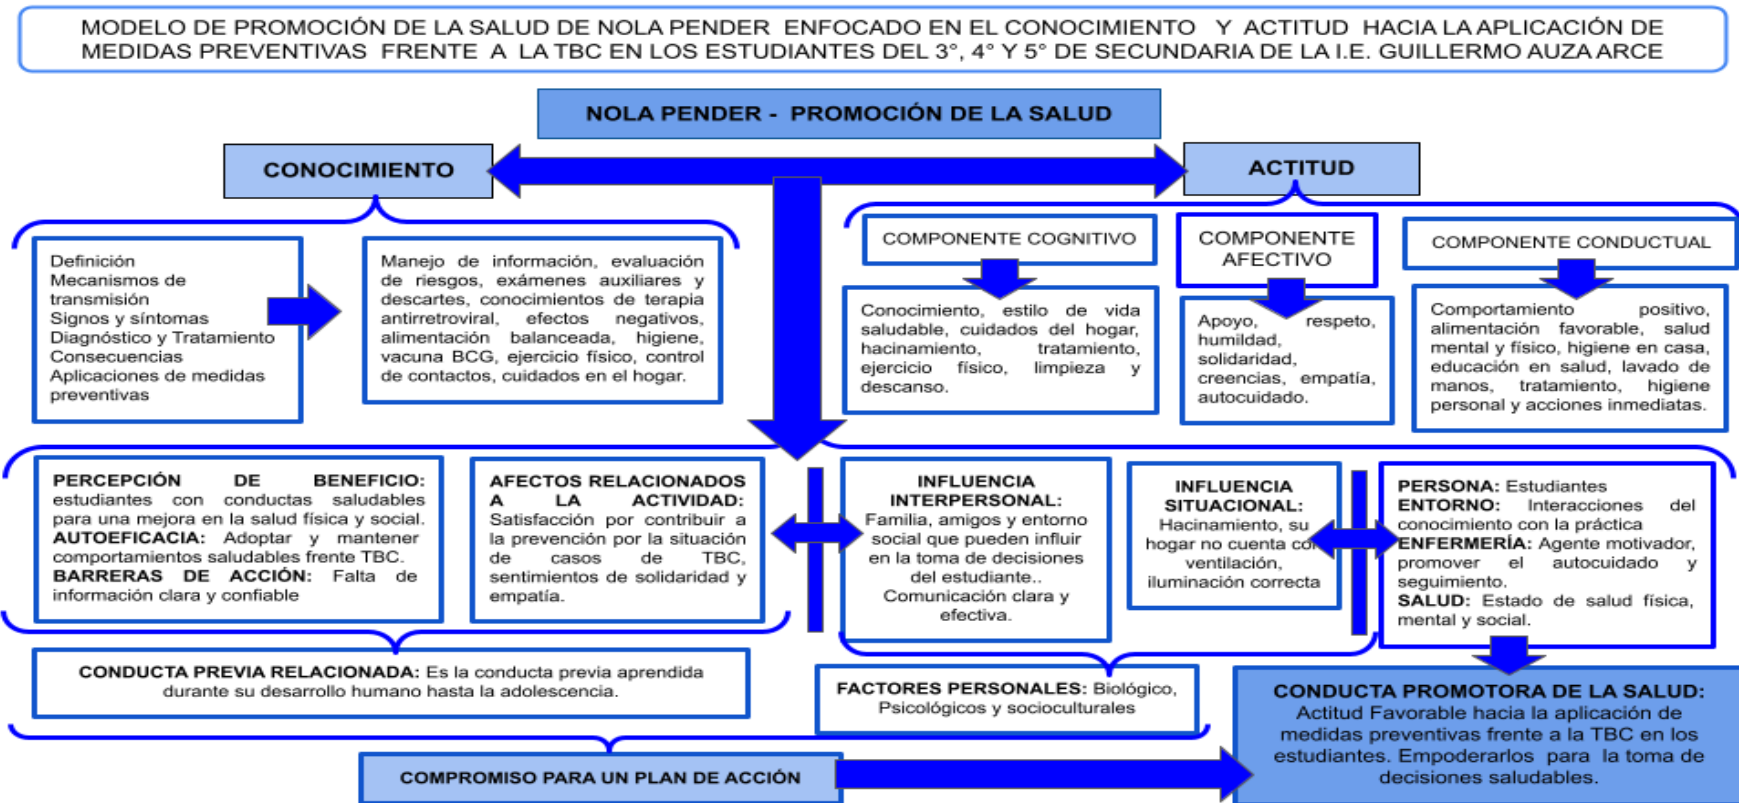 MODELO DE PROMOCIÓN DE LA SALUD DE NOLA PENDER ENFOCADO EN EL CONOCIMIENTO Y ACTITUD HACIA LA APLICACIÓN DE
MEDIDAS PREVENTIVAS FRENTE A LA TBC EN LOS ESTUDIANTES DEL 3°, 4° Y 5° DE SECUNDARIA DE LA I.E. GUILLERMO AUZA ARCE
NOLA PENDER - PROMOCIÓN DE LA SALUD
CONOCIMIENTO
ACTITUD
Definición
Mecanismos de
transmisión
Signos y síntomas
Diagnóstico y Tratamiento
Consecuencias
Aplicaciones de medidas
preventivas
Manejo de información, evaluación
de riesgos, exámenes auxiliares y
descartes, conocimientos de terapia
antirretroviral, efectos negativos,
alimentación balanceada, higiene,
vacuna BCG, ejercicio físico, control
de contactos, cuidados en el hogar.
COMPONENTE COGNITIVO
Conocimiento, estilo de vida
saludable, cuidados del hogar,
hacinamiento, tratamiento,
ejercicio físico, limpieza y
descanso.
COMPONENTE
AFECTIVO
Apoyo, respeto,
humildad,
solidaridad,
creencias, empatía,
autocuidado.
COMPONENTE CONDUCTUAL
Comportamiento positivo,
alimentación favorable, salud
mental y físico, higiene en casa,
educación en salud, lavado de
manos, tratamiento, higiene
personal y acciones inmediatas.
PERCEPCIÓN DE BENEFICIO:
estudiantes con conductas saludables
para una mejora en la salud física y social.
AUTOEFICACIA: Adoptar y mantener
comportamientos saludables frente TBC.
BARRERAS DE ACCIÓN: Falta de
información clara y confiable
AFECTOS RELACIONADOS
A LA ACTIVIDAD:
Satisfacción por contribuir a
la prevención por la situación
de casos de TBC,
sentimientos de solidaridad y
empatía.
INFLUENCIA
INTERPERSONAL:
Familia, amigos y entorno
social que pueden influir
en la toma de decisiones
del estudiante..
Comunicación clara y
efectiva.
INFLUENCIA
SITUACIONAL:
Hacinamiento, su
hogar no cuenta con
ventilación,
iluminación correcta
PERSONA: Estudiantes
ENTORNO: Interacciones del
conocimiento con la práctica
ENFERMERÍA: Agente motivador,
promover el autocuidado y
seguimiento.
SALUD: Estado de salud física,
mental y social.
CONDUCTA PREVIA RELACIONADA: Es la conducta previa aprendida
durante su desarrollo humano hasta la adolescencia.
FACTORES PERSONALES: Biológico,
Psicológicos y socioculturales
COMPROMISO PARA UN PLAN DE ACCIÓN
CONDUCTA PROMOTORA DE LA SALUD:
Actitud Favorable hacia la aplicación de
medidas preventivas frente a la TBC en los
estudiantes. Empoderarlos para la toma de
decisiones saludables.